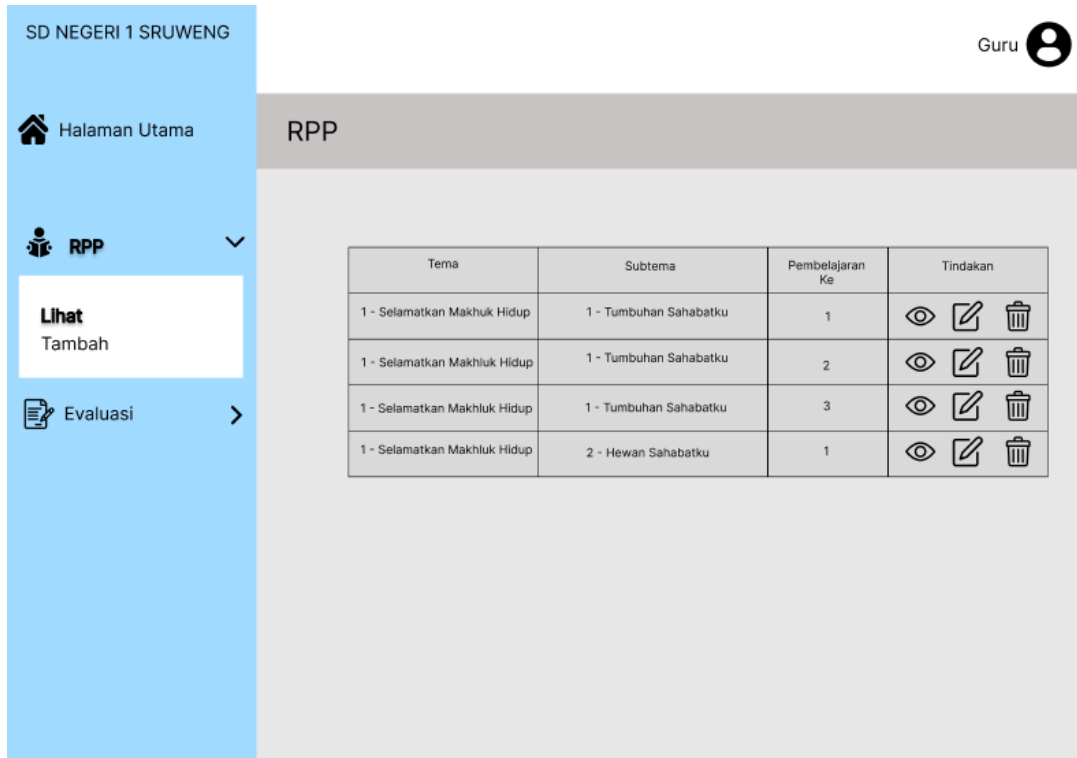 SD NEGERI 1 SRUWENG
Guru
Halaman Utama
RPP
RPP
Lihat
Tambah
Evaluasi
Tema Subtema Pembelajaran Ke Tindakan
1 - Selamatkan Makhuk Hidup 1 - Tumbuhan Sahabatku 1
1 - Selamatkan Makhluk Hidup 1 - Tumbuhan Sahabatku 2
1 - Selamatkan Makhluk Hidup 1 - Tumbuhan Sahabatku 3
1 - Selamatkan Makhluk Hidup 2 - Hewan Sahabatku 1